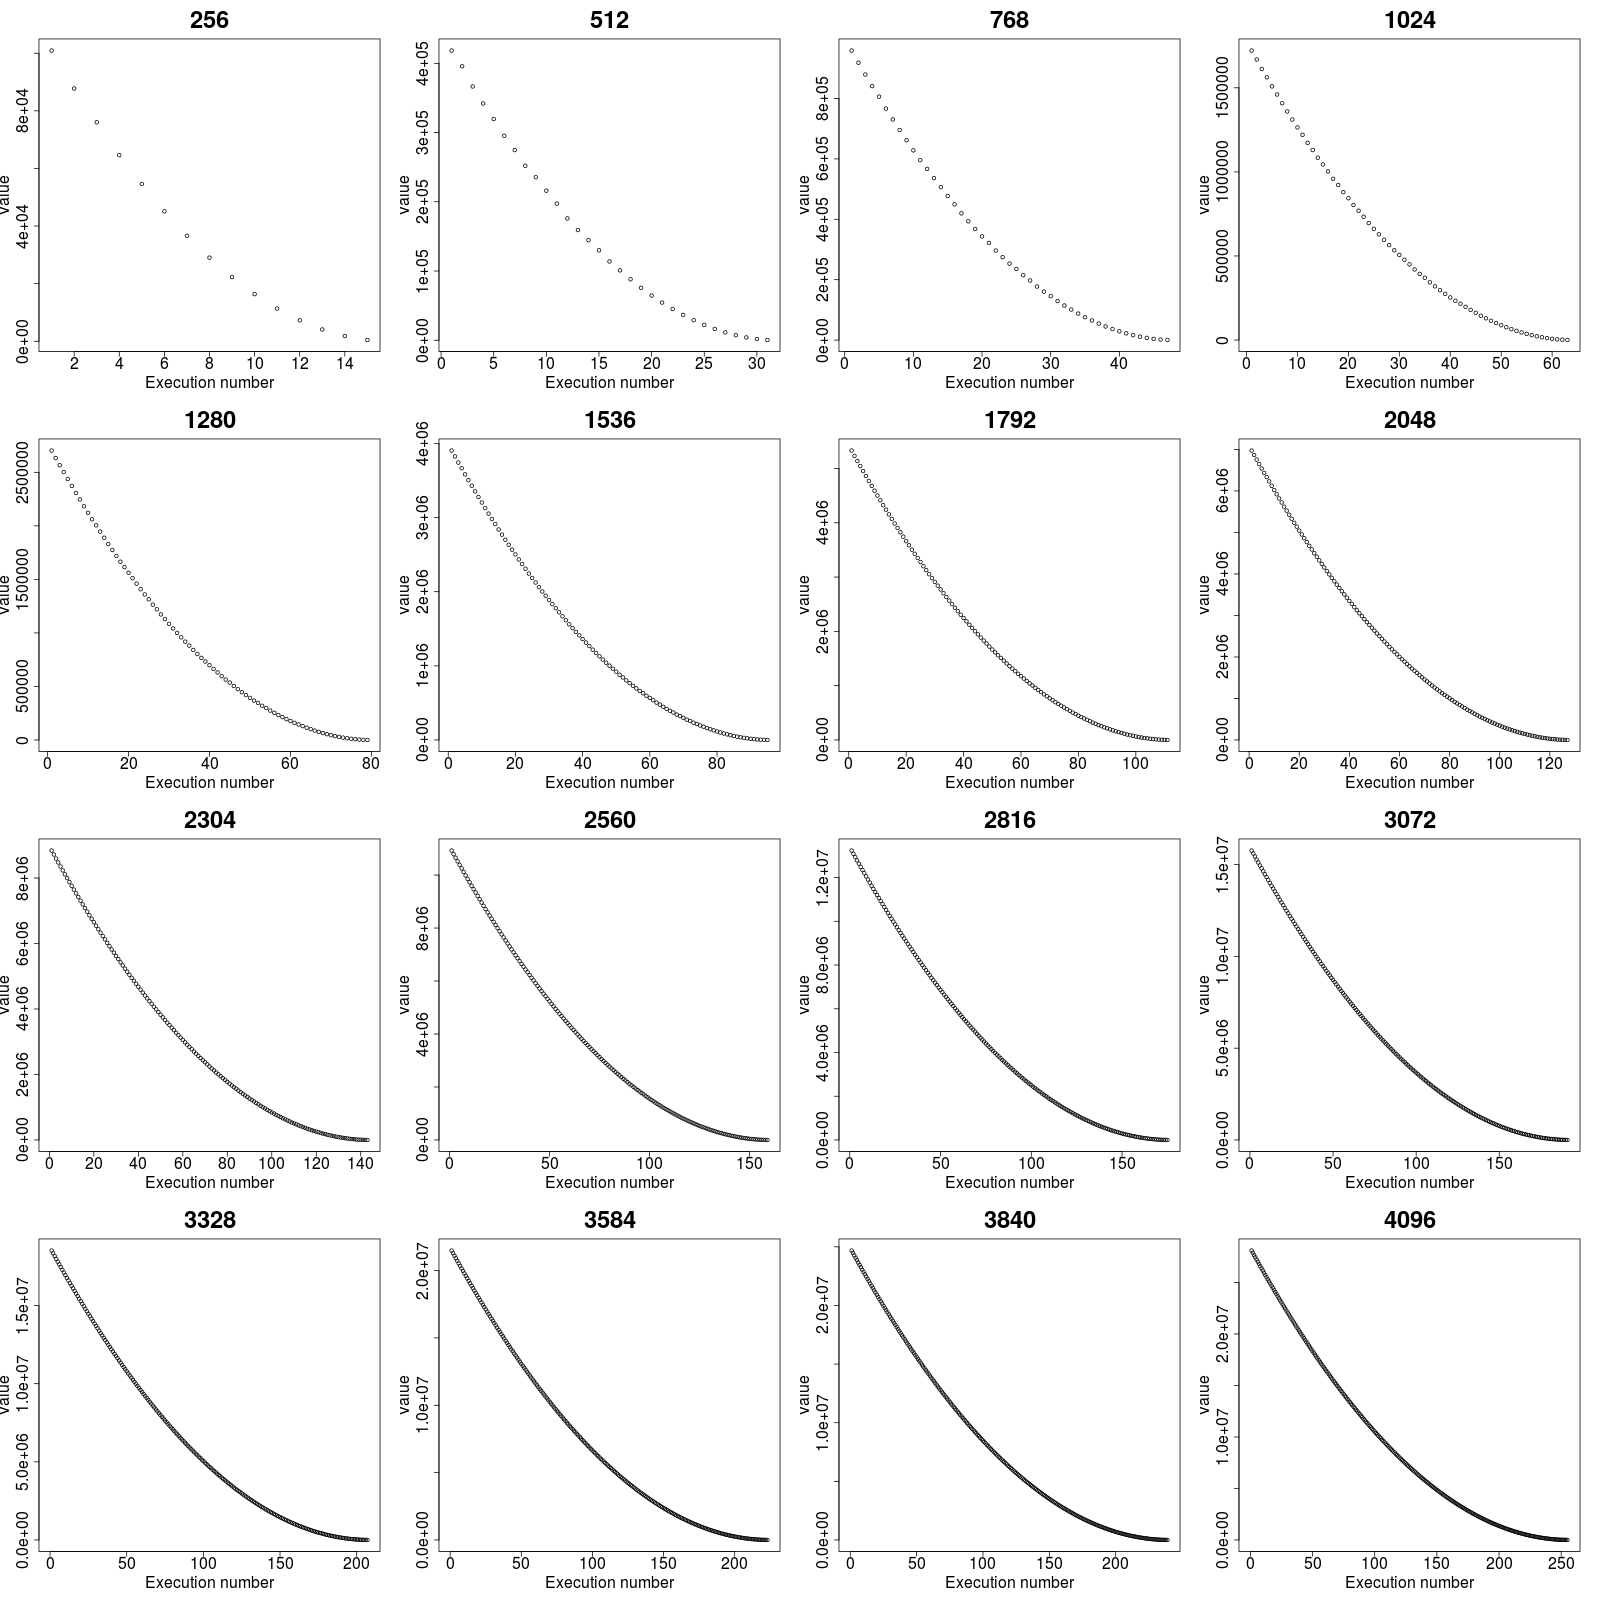 256 512 768 1024
value 0e+00 4e+04 8e+04
value 0e+00 1e+05 2e+05 3e+05 4e+05
value 0e+00 2e+05 4e+05 6e+05 8e+05
value 0 500000 1000000 1500000
2 4 6 8 10 12 14
0 5 10 15 20 25 30
0 10 20 30 40
0 10 20 30 40 50 60
Execution number Execution number Execution number Execution number
1280 1536 1792 2048
value 0 500000 1500000 2500000
value 0e+00 1e+06 2e+06 3e+06 4e+06
value 0e+00 2e+06 4e+06
value 0e+00 2e+06 4e+06 6e+06
0 20 40 60 80
0 20 40 60 80
0 20 40 60 80 100
0 20 40 60 80 100 120
Execution number Execution number Execution number Execution number
2304 2560 2816 3072
value 0e+00 2e+06 4e+06 6e+06 8e+06
value 0e+00 4e+06 8e+06
value 0.0e+00 4.0e+06 8.0e+06 1.2e+07
value 0.0e+00 5.0e+06 1.0e+07 1.5e+07
0 20 40 60 80 100 120 140
0 50 100 150
0 50 100 150
0 50 100 150
Execution number Execution number Execution number Execution number
3328 3584 3840 4096
value 0.0e+00 5.0e+06 1.0e+07 1.5e+07
value 0.0e+00 1.0e+07 2.0e+07
value 0.0e+00 1.0e+07 2.0e+07
value 0.0e+00 1.0e+07 2.0e+07
0 50 100 150 200
0 50 100 150 200
0 50 100 150 200
0 50 100 150 200 250
Execution number Execution number Execution number Execution number